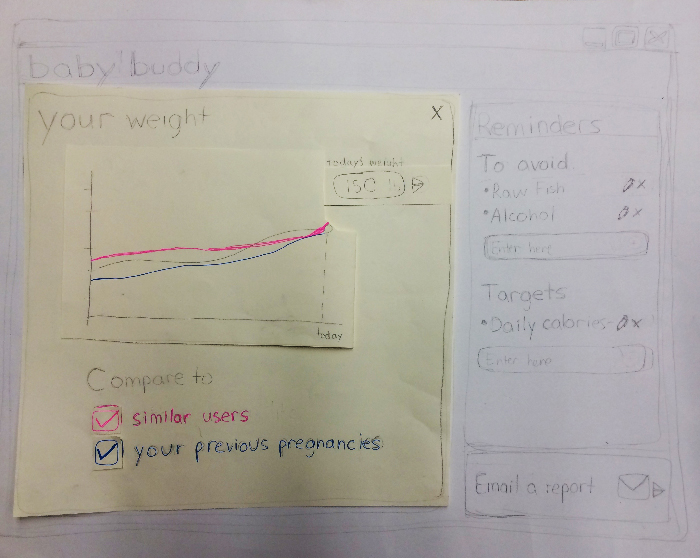 baby buddy
your weight
X
today's weight
150
today
Compare to
similar users
your previous pregnancies
Reminders
To avoid
• Raw Fish
• Alcohol
Enter here
Targets
• Daily calories
Enter here
Email a report